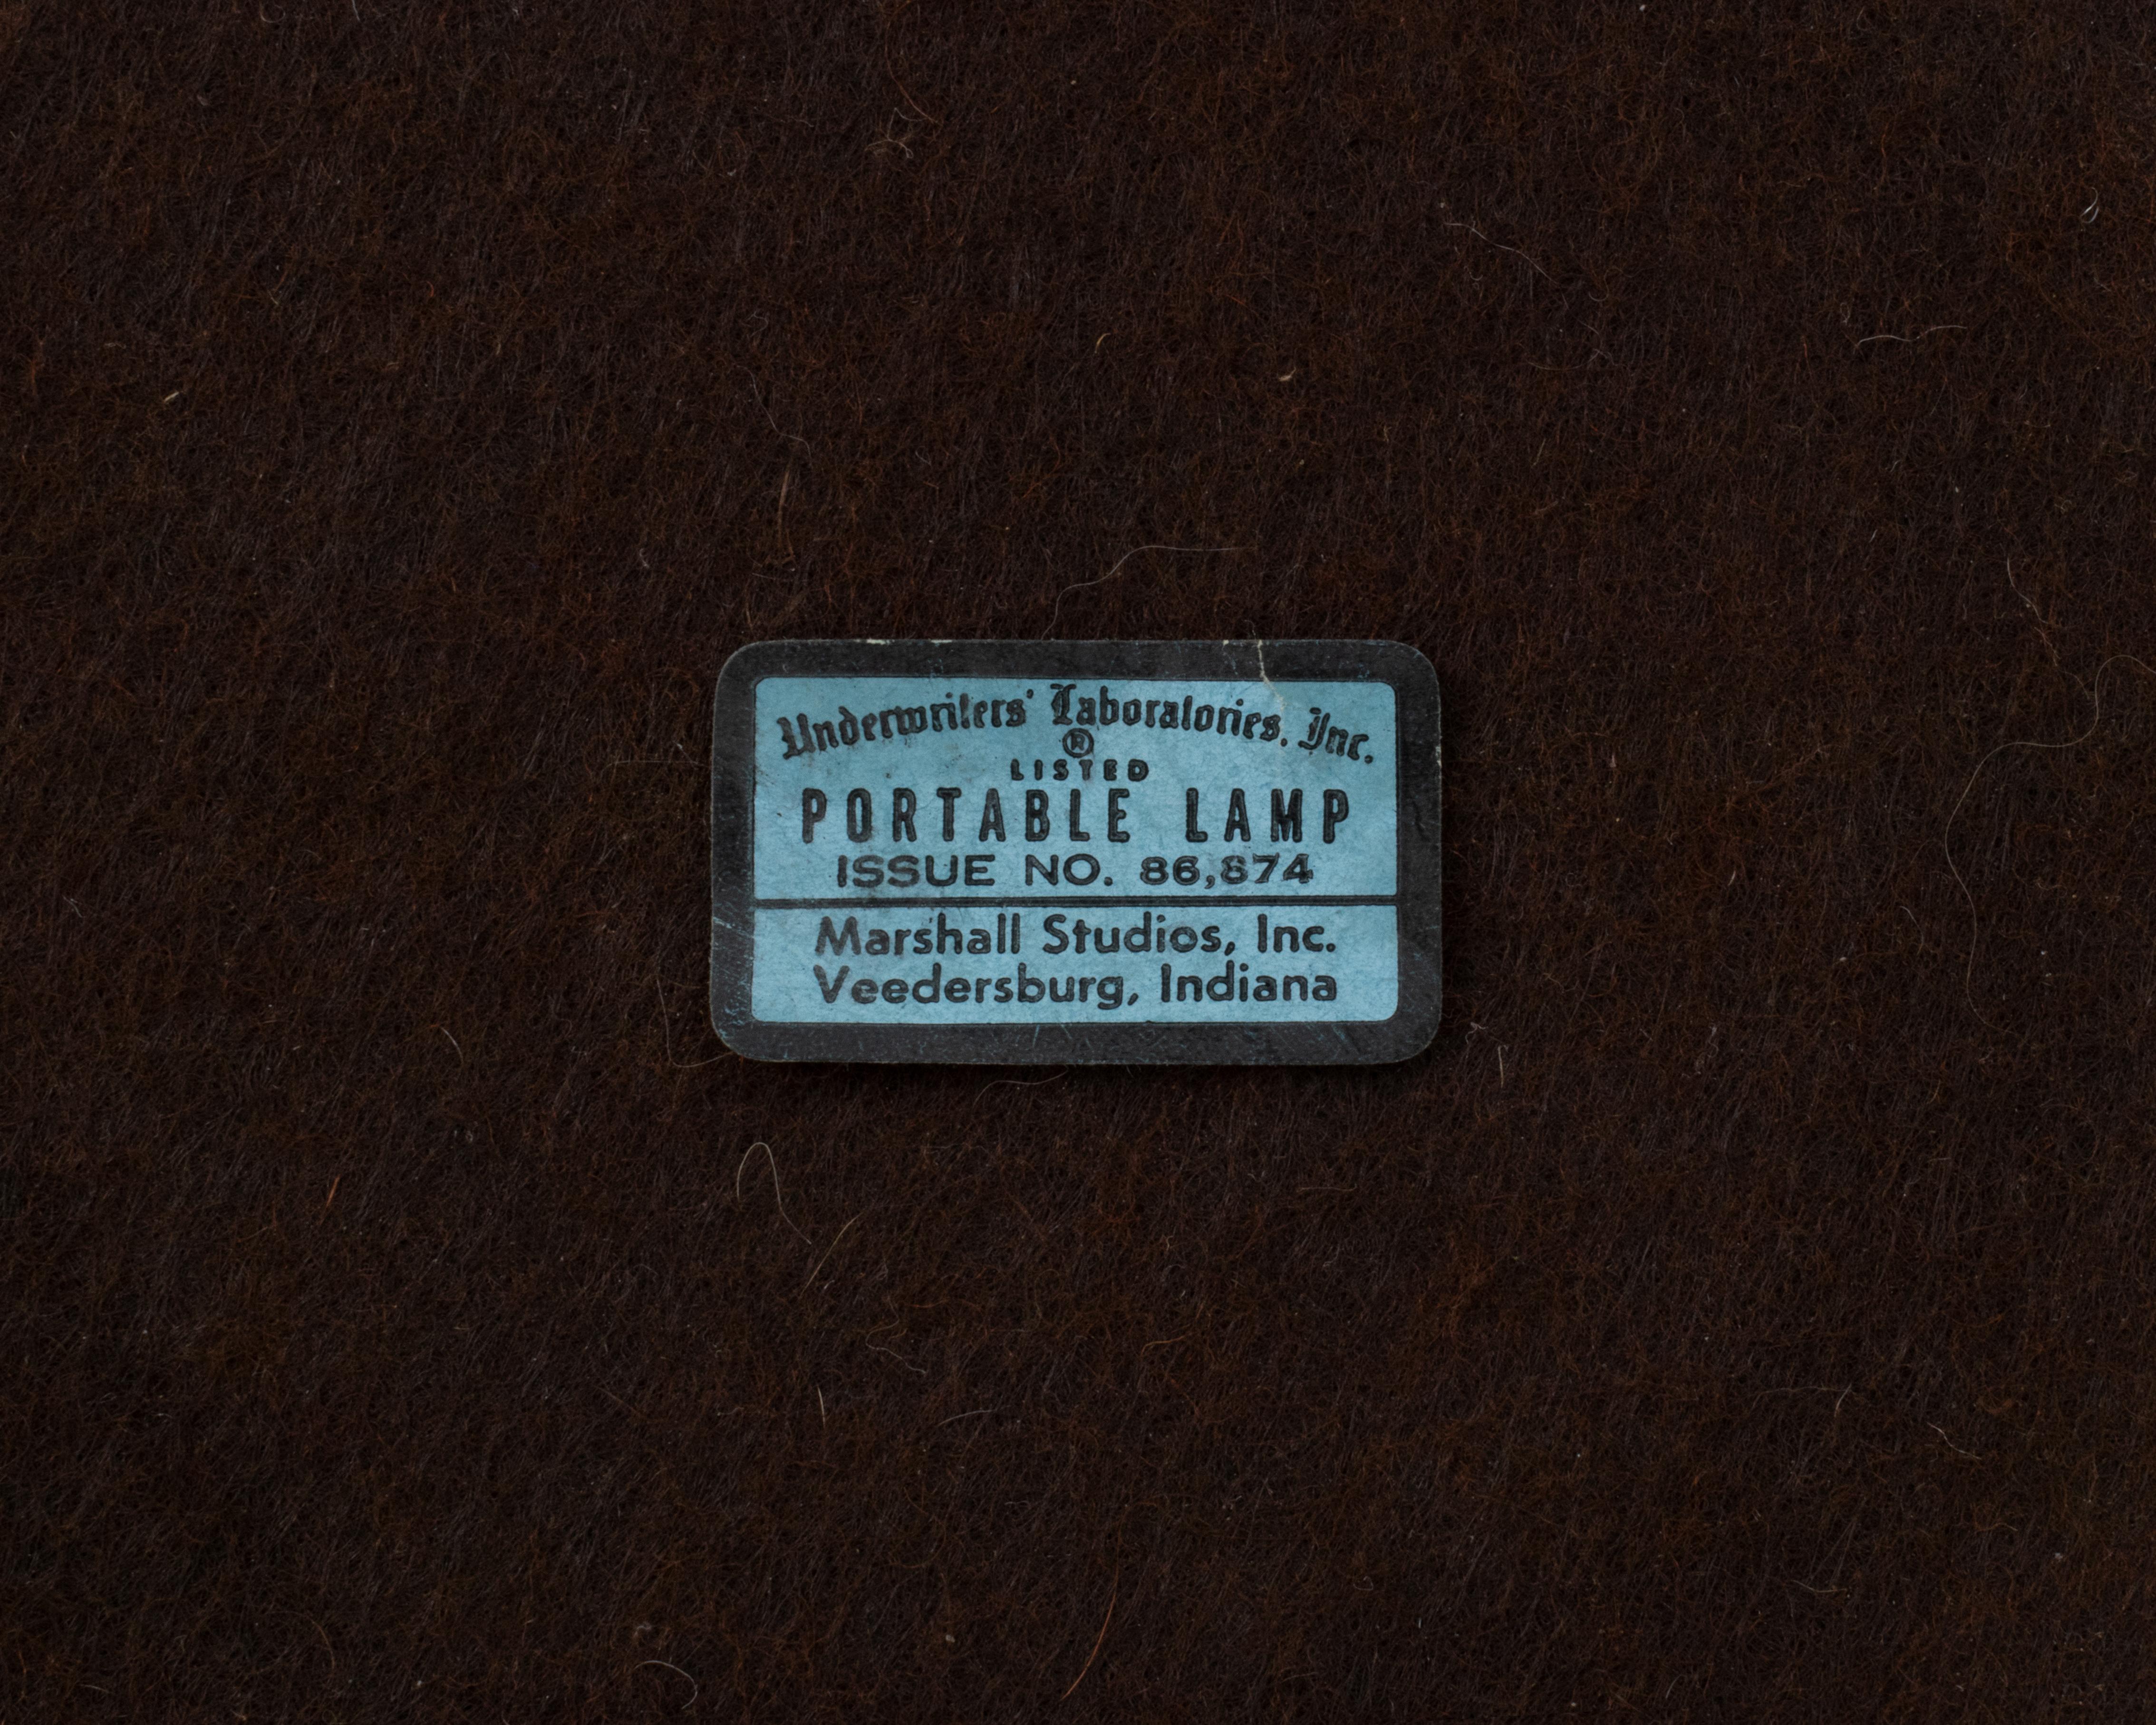 Underwriters' Laboratories, Inc.
®
LISTED
PORTABLE LAMP
ISSUE NO. 86,874
Marshall Studios, Inc.
Veedersburg, Indiana